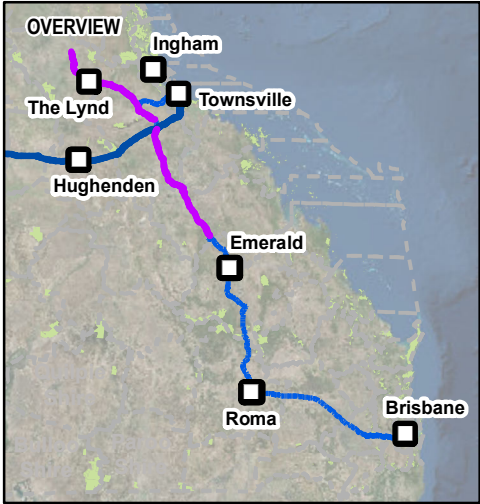 OVERVIEW
Ingham
The Lynd
Townsville
Hughenden
Emerald
Roma
Brisbane